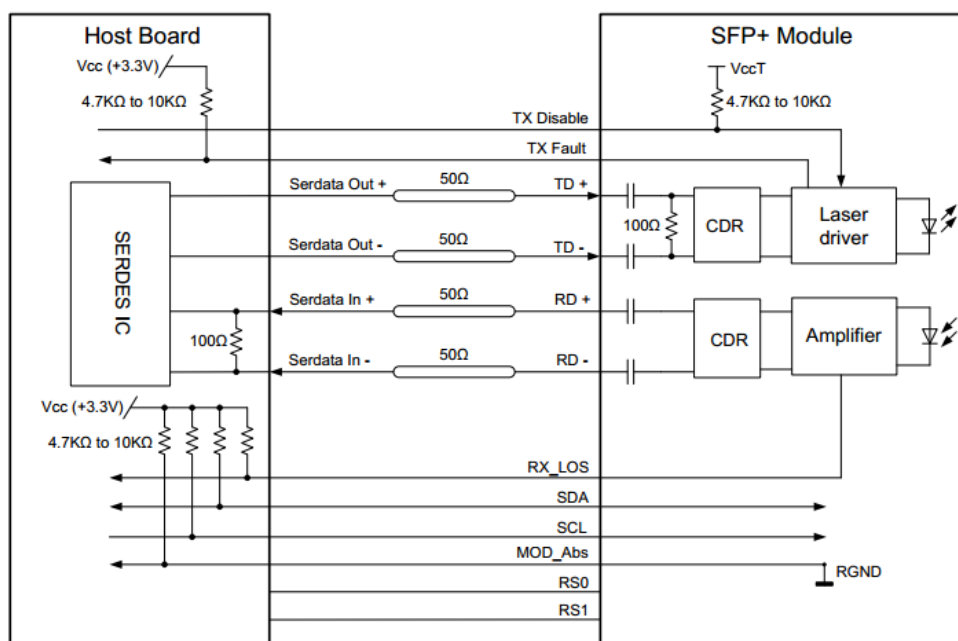 Host Board
SFP+ Module
Vcc (+3.3V)
4.7KΩ to 10KΩ
VccT
4.7KΩ to 10KΩ
TX Disable
TX Fault
SERDES IC
Serdata Out +
50Ω
TD +
100Ω
CDR
Laser
driver
Serdata Out -
50Ω
TD -
Serdata In +
50Ω
RD +
100Ω
CDR
Amplifier
Serdata In -
50Ω
RD -
Vcc (+3.3V)
4.7KΩ to 10KΩ
RX_LOS
SDA
SCL
MOD_Abs
RGND
RS0
RS1